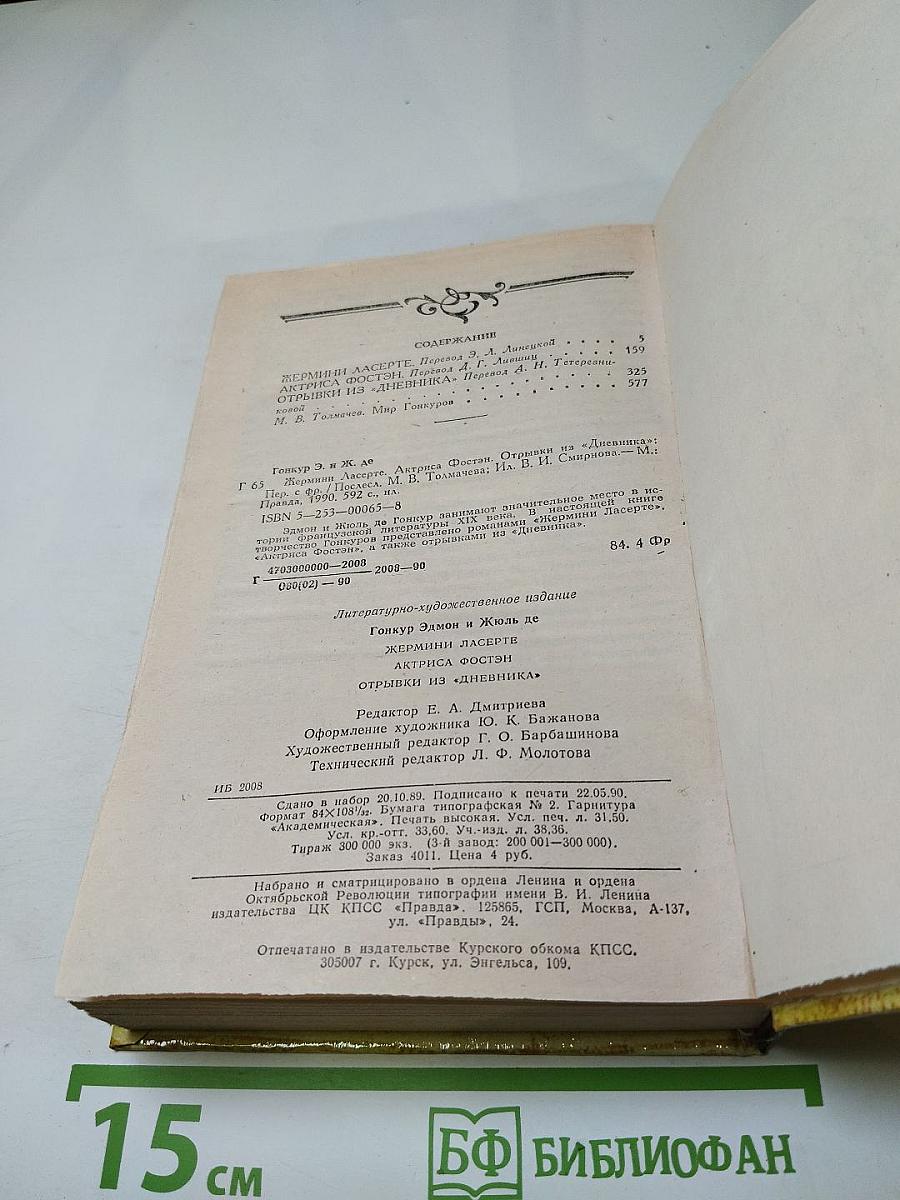 СОДЕРЖАНИЕ
ЖЕРМИНИ ЛАСЕРТЕ. Перевод Э. Л. Линецкой . . . . 5
АКТРИСА ФОСТЭН. Перевод Д. Г. Лившиц . . . . . 159
ОТРЫВКИ ИЗ «ДНЕВНИКА» Перевод А. Н. Тетеревни-
ковой . . . . . . . . . . . . . . 325
М. В. Толмачев. Мир Гонкуров . . . . . . . . 577
Гонкур Э. и Ж. де
Г 65 Жермини Ласерте. Актриса Фостэн. Отрывки из «Дневника»:
Пер. с фр. / Послесл. М. В. Толмачева; Ил. В. И. Смирнова.— М.:
Правда, 1990. 592 с., ил.
ISBN 5—253—00065—8
Эдмон и Жюль де Гонкур занимают значительное место в ис-
тории французской литературы XIX века. В настоящей книге
творчество Гонкуров представлено романами «Жермини Ласерте»,
«Актриса Фостэн», а также отрывками из «Дневника».
Г 4703000000—2008
080(02) — 90 2008—90
84. 4 Фр
Литературно-художественное издание
Гонкур Эдмон и Жюль де
ЖЕРМИНИ ЛАСЕРТЕ
АКТРИСА ФОСТЭН
ОТРЫВКИ ИЗ «ДНЕВНИКА»
Редактор Е. А. Дмитриева
Оформление художника Ю. К. Бажанова
Художественный редактор Г. О. Барбашинова
Технический редактор Л. Ф. Молотова
ИБ 2008
Сдано в набор 20.10.89. Подписано к печати 22.05.90.
Формат 84×108¹/₃₂. Бумага типографская № 2. Гарнитура
«Академическая». Печать высокая. Усл. печ. л. 31,50.
Усл. кр.-отт. 33,60. Уч.-изд. л. 38,36.
Тираж 300 000 экз. (3-й завод: 200 001—300 000).
Заказ 4011. Цена 4 руб.
Набрано и сматрицировано в ордена Ленина и ордена
Октябрьской Революции типографии имени В. И. Ленина
издательства ЦК КПСС «Правда». 125865, ГСП, Москва, А-137,
ул. «Правды», 24.
Отпечатано в издательстве Курского обкома КПСС.
305007 г. Курск, ул. Энгельса, 109.
15 см
БФ БИБЛИОФАН